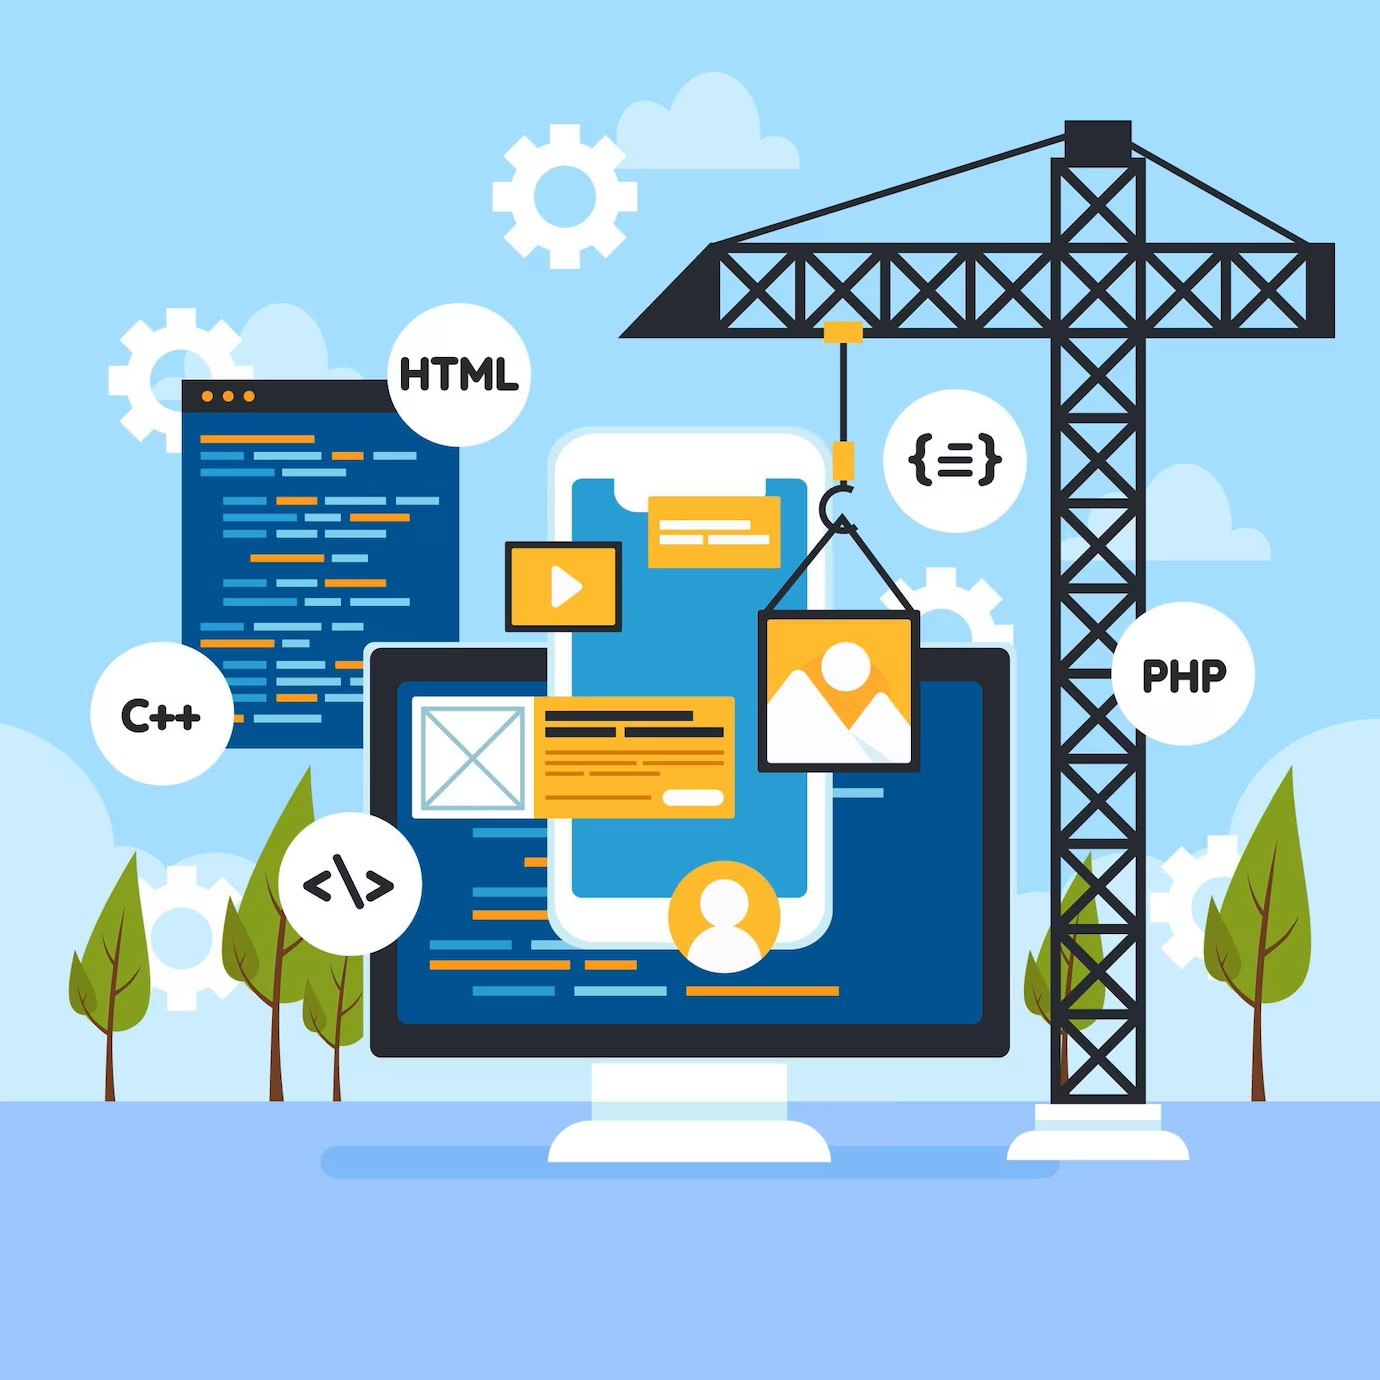 HTML
{=}
PHP
C++
<\>